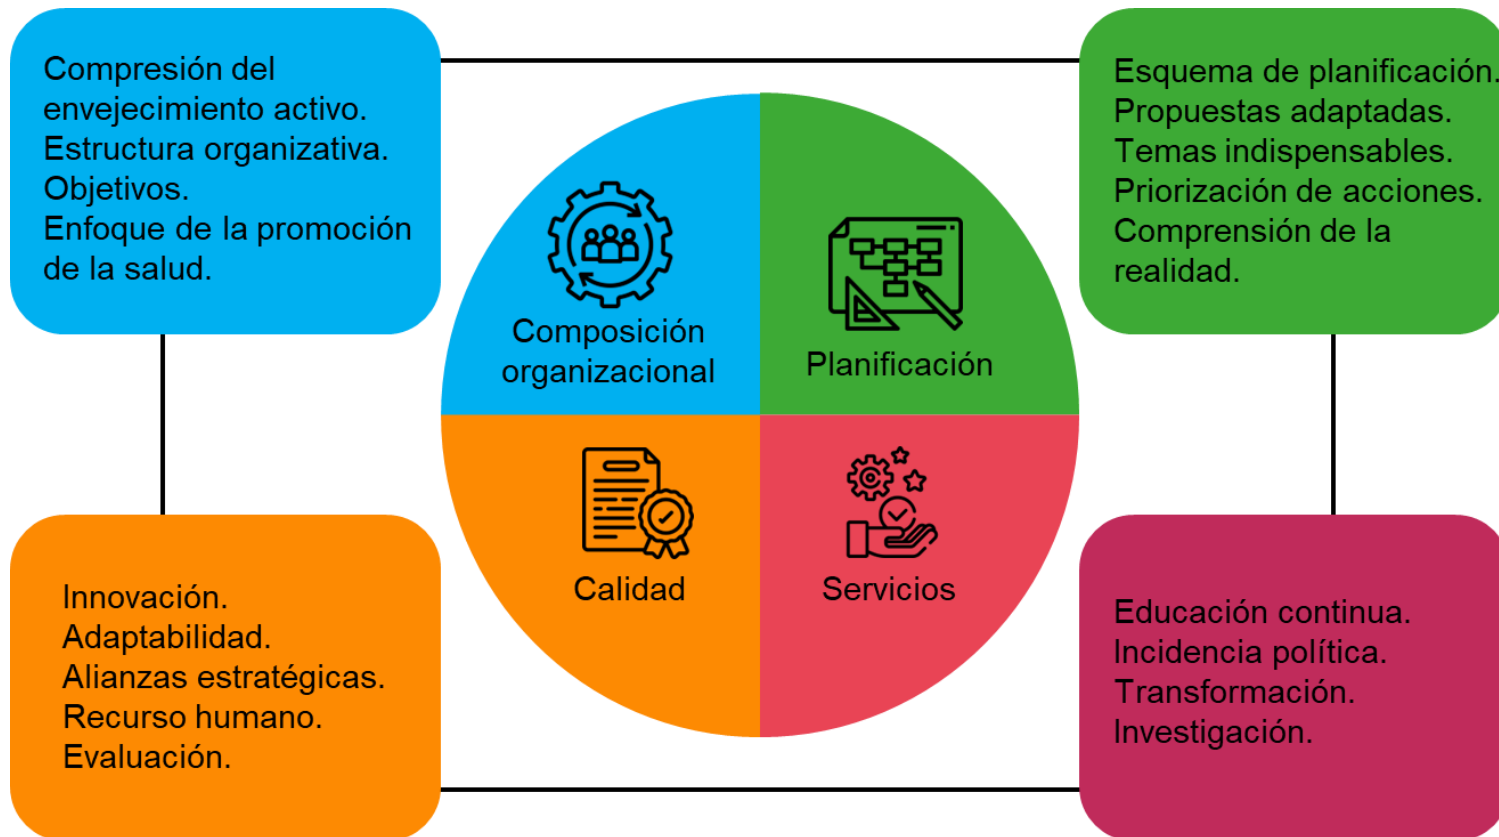 Compresión del
envejecimiento activo.
Estructura organizativa.
Objetivos.
Enfoque de la promoción
de la salud.
Esquema de planificación.
Propuestas adaptadas.
Temas indispensables.
Priorización de acciones.
Comprensión de la
realidad.
Composición
organizacional
Planificación
Calidad
Servicios
Innovación.
Adaptabilidad.
Alianzas estratégicas.
Recurso humano.
Evaluación.
Educación continua.
Incidencia política.
Transformación.
Investigación.